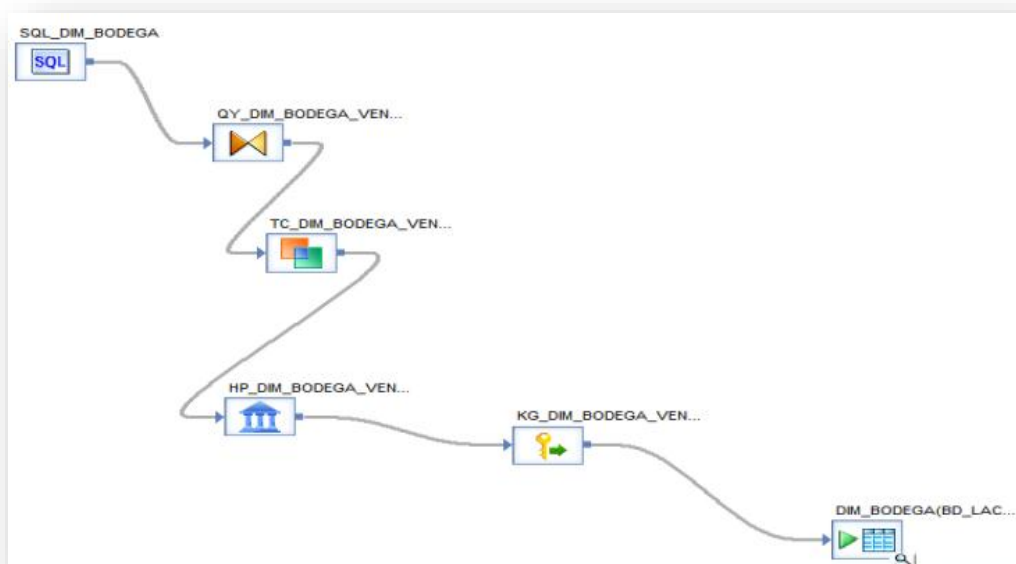 SQL_DIM_BODEGA
SQL
QY_DIM_BODEGA_VEN...
TC_DIM_BODEGA_VEN...
HP_DIM_BODEGA_VEN...
KG_DIM_BODEGA_VEN...
DIM_BODEGA(BD_LAC...